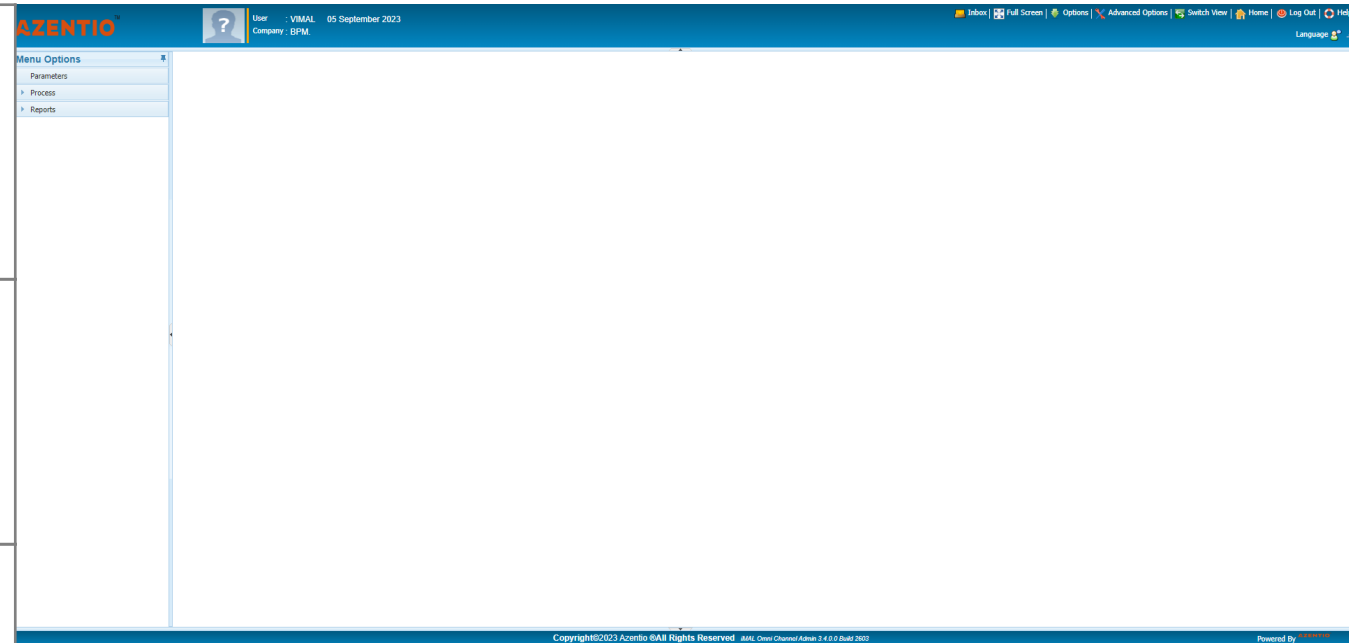 AZENTIO
User : VIMAL 05 September 2023
Company : BPM.
Inbox | Full Screen | Options | Advanced Options | Switch View | Home | Log Out | Help
Language
Menu Options
Parameters
Process
Reports
Copyright©2023 Azentio ®All Rights Reserved iMAL Omni Channel Admin 3.4.0.0 Build 2603
Powered By AZENTIO